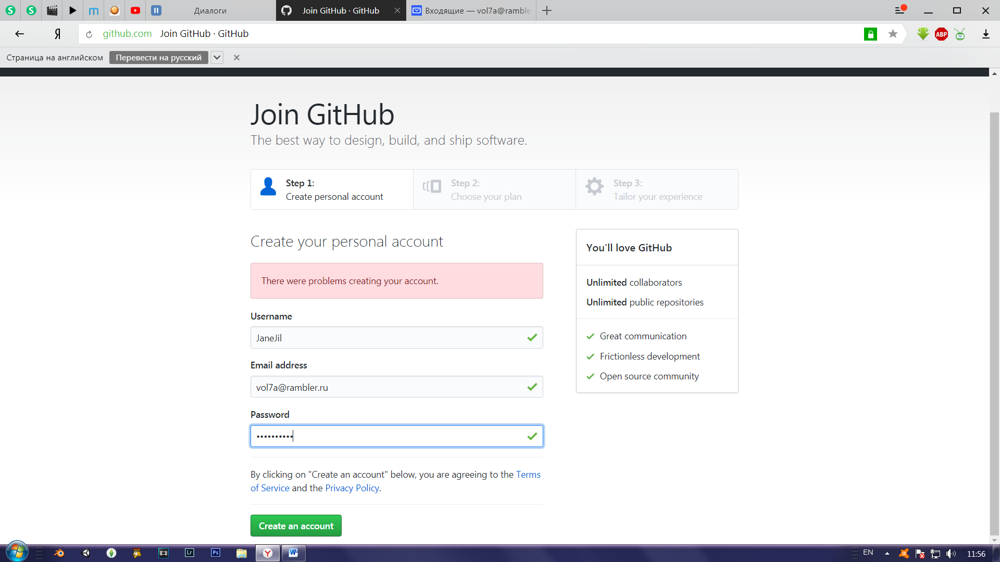 Диалоги
Join GitHub · GitHub
Входящие — vol7a@rambler
Я
github.com Join GitHub · GitHub
ABP
TV
Страница на английском
Перевести на русский
Join GitHub
The best way to design, build, and ship software.
Step 1:
Create personal account
Step 2:
Choose your plan
Step 3:
Tailor your experience
Create your personal account
There were problems creating your account.
Username
JaneJil
Email address
vol7a@rambler.ru
Password
••••••••••
By clicking on "Create an account" below, you are agreeing to the Terms
of Service and the Privacy Policy.
Create an account
You’ll love GitHub
Unlimited collaborators
Unlimited public repositories
Great communication
Frictionless development
Open source community
Lr
Ps
Y
W
EN
11:56